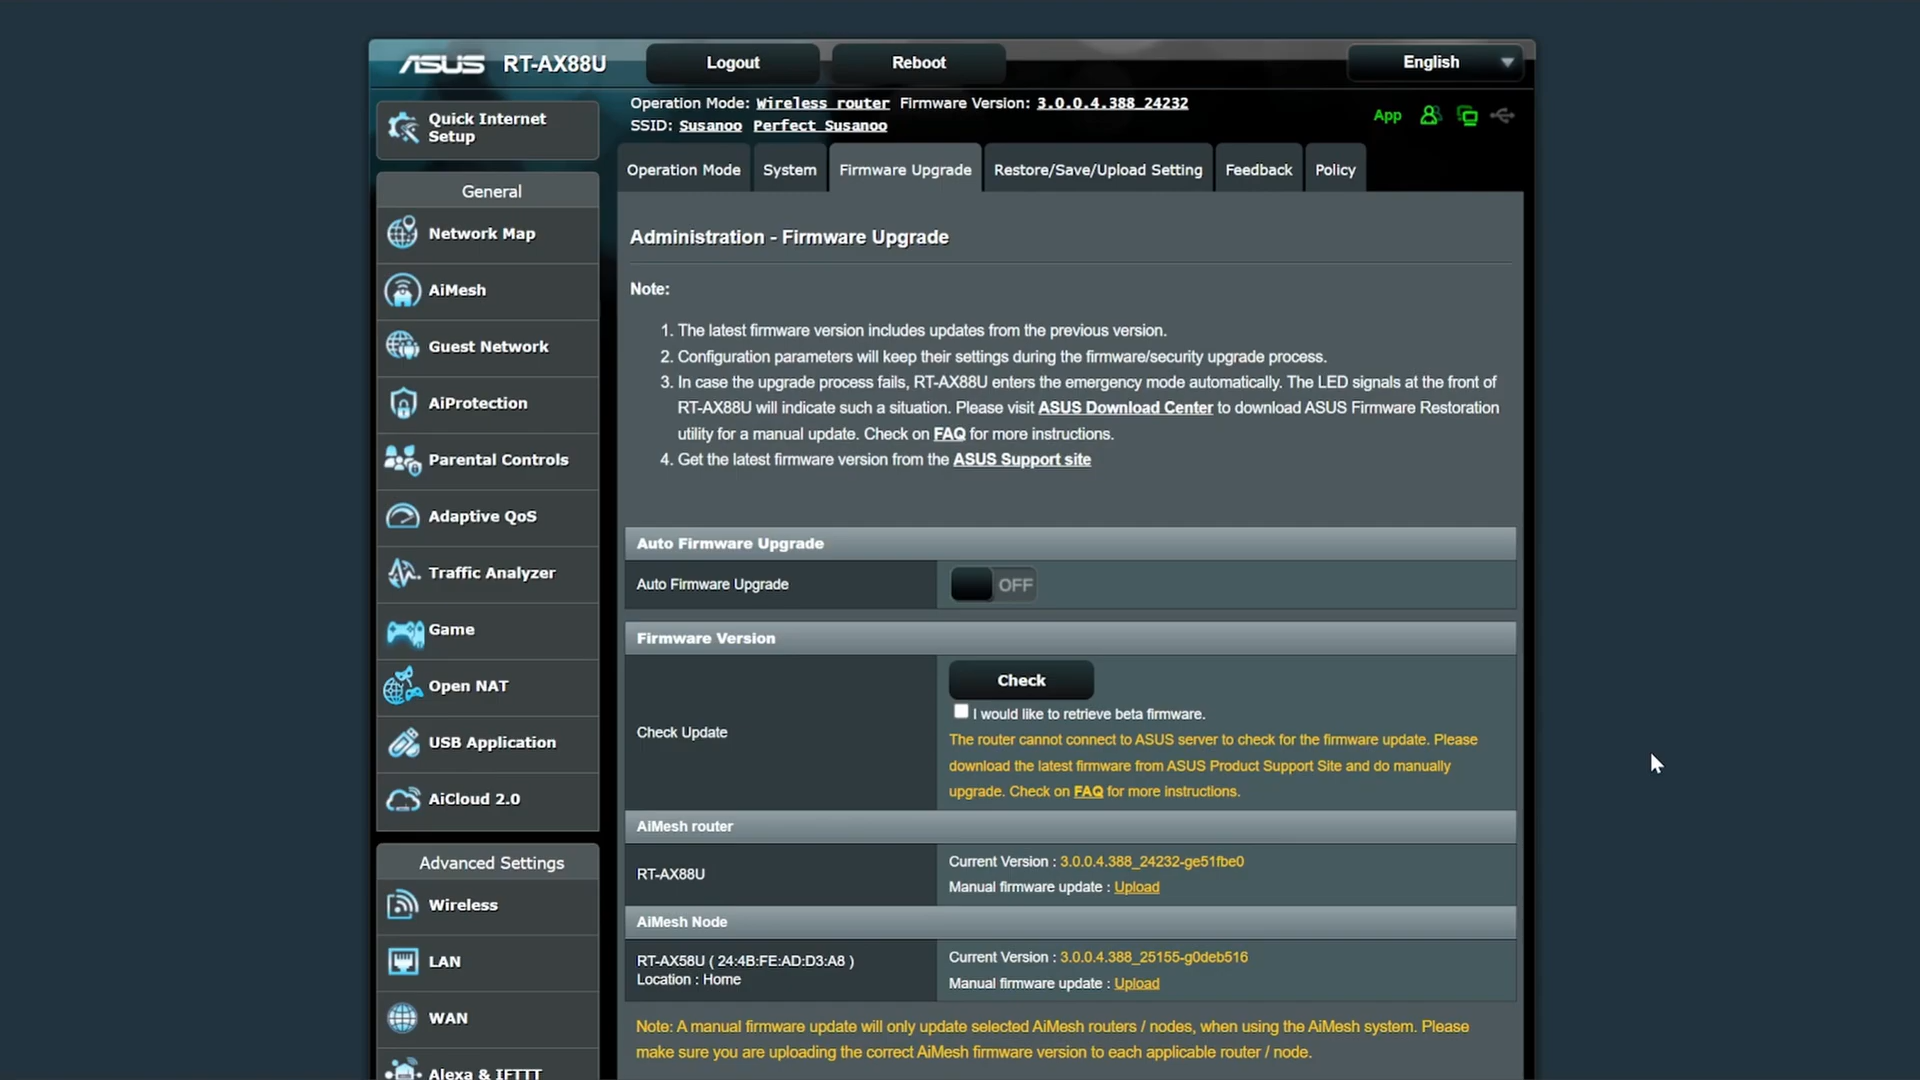 ASUS RT-AX88U Logout Reboot English
Operation Mode: Wireless router Firmware Version: 3.0.0.4.388_24232
SSID: Susanoo Perfect Susanoo
App
Quick Internet
Setup
General
Network Map
AiMesh
Guest Network
AiProtection
Parental Controls
Adaptive QoS
Traffic Analyzer
Game
Open NAT
USB Application
AiCloud 2.0
Advanced Settings
Wireless
LAN
WAN
Alexa & IFTTT
Operation Mode System Firmware Upgrade Restore/Save/Upload Setting Feedback Policy
Administration - Firmware Upgrade
Note:
1. The latest firmware version includes updates from the previous version.
2. Configuration parameters will keep their settings during the firmware/security upgrade process.
3. In case the upgrade process fails, RT-AX88U enters the emergency mode automatically. The LED signals at the front of
RT-AX88U will indicate such a situation. Please visit ASUS Download Center to download ASUS Firmware Restoration
utility for a manual update. Check on FAQ for more instructions.
4. Get the latest firmware version from the ASUS Support site
Auto Firmware Upgrade
Auto Firmware Upgrade OFF
Firmware Version
Check Update
Check
I would like to retrieve beta firmware.
The router cannot connect to ASUS server to check for the firmware update. Please
download the latest firmware from ASUS Product Support Site and do manually
upgrade. Check on FAQ for more instructions.
AiMesh router
RT-AX88U
Current Version : 3.0.0.4.388_24232-ge51fbe0
Manual firmware update : Upload
AiMesh Node
RT-AX58U ( 24:4B:FE:AD:D3:A8 )
Location : Home
Current Version : 3.0.0.4.388_25155-g0deb516
Manual firmware update : Upload
Note: A manual firmware update will only update selected AiMesh routers / nodes, when using the AiMesh system. Please
make sure you are uploading the correct AiMesh firmware version to each applicable router / node.